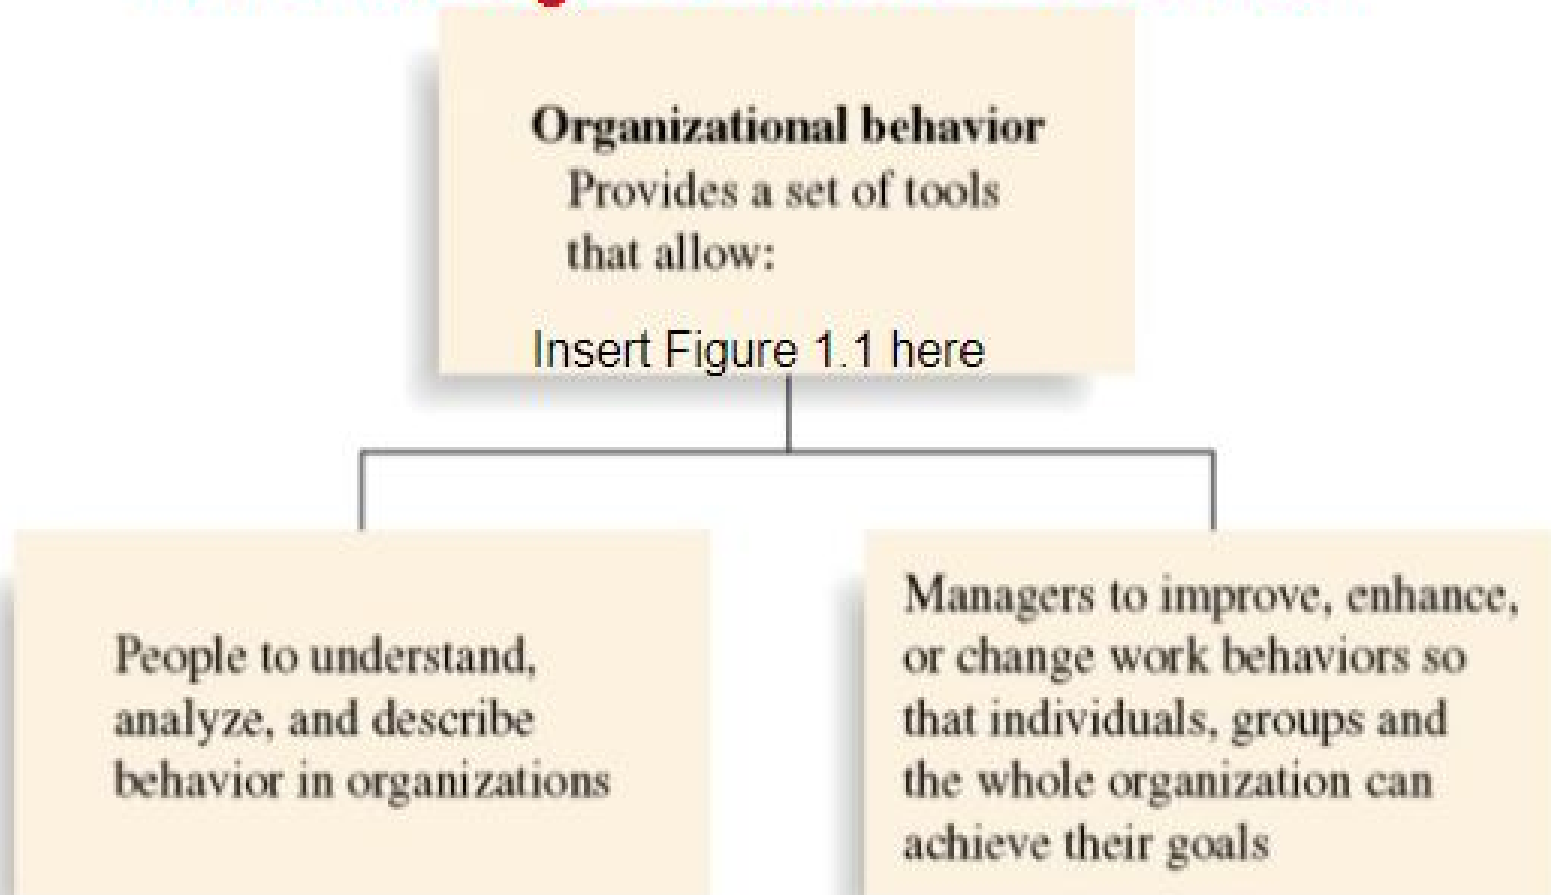 Organizational behavior
Provides a set of tools
that allow:
Insert Figure 1.1 here
People to understand,
analyze, and describe
behavior in organizations
Managers to improve, enhance,
or change work behaviors so
that individuals, groups and
the whole organization can
achieve their goals